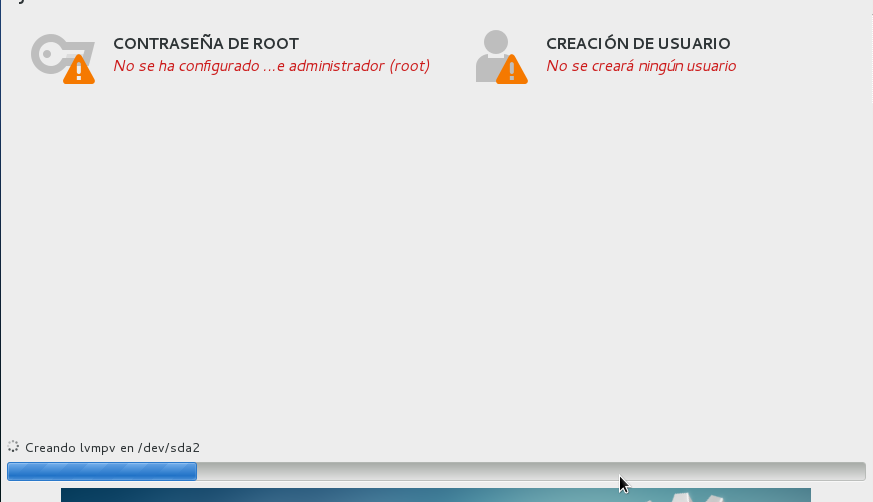 CONTRASEÑA DE ROOT
No se ha configurado ...e administrador (root)
CREACIÓN DE USUARIO
No se creará ningún usuario
Creando lvmpv en /dev/sda2